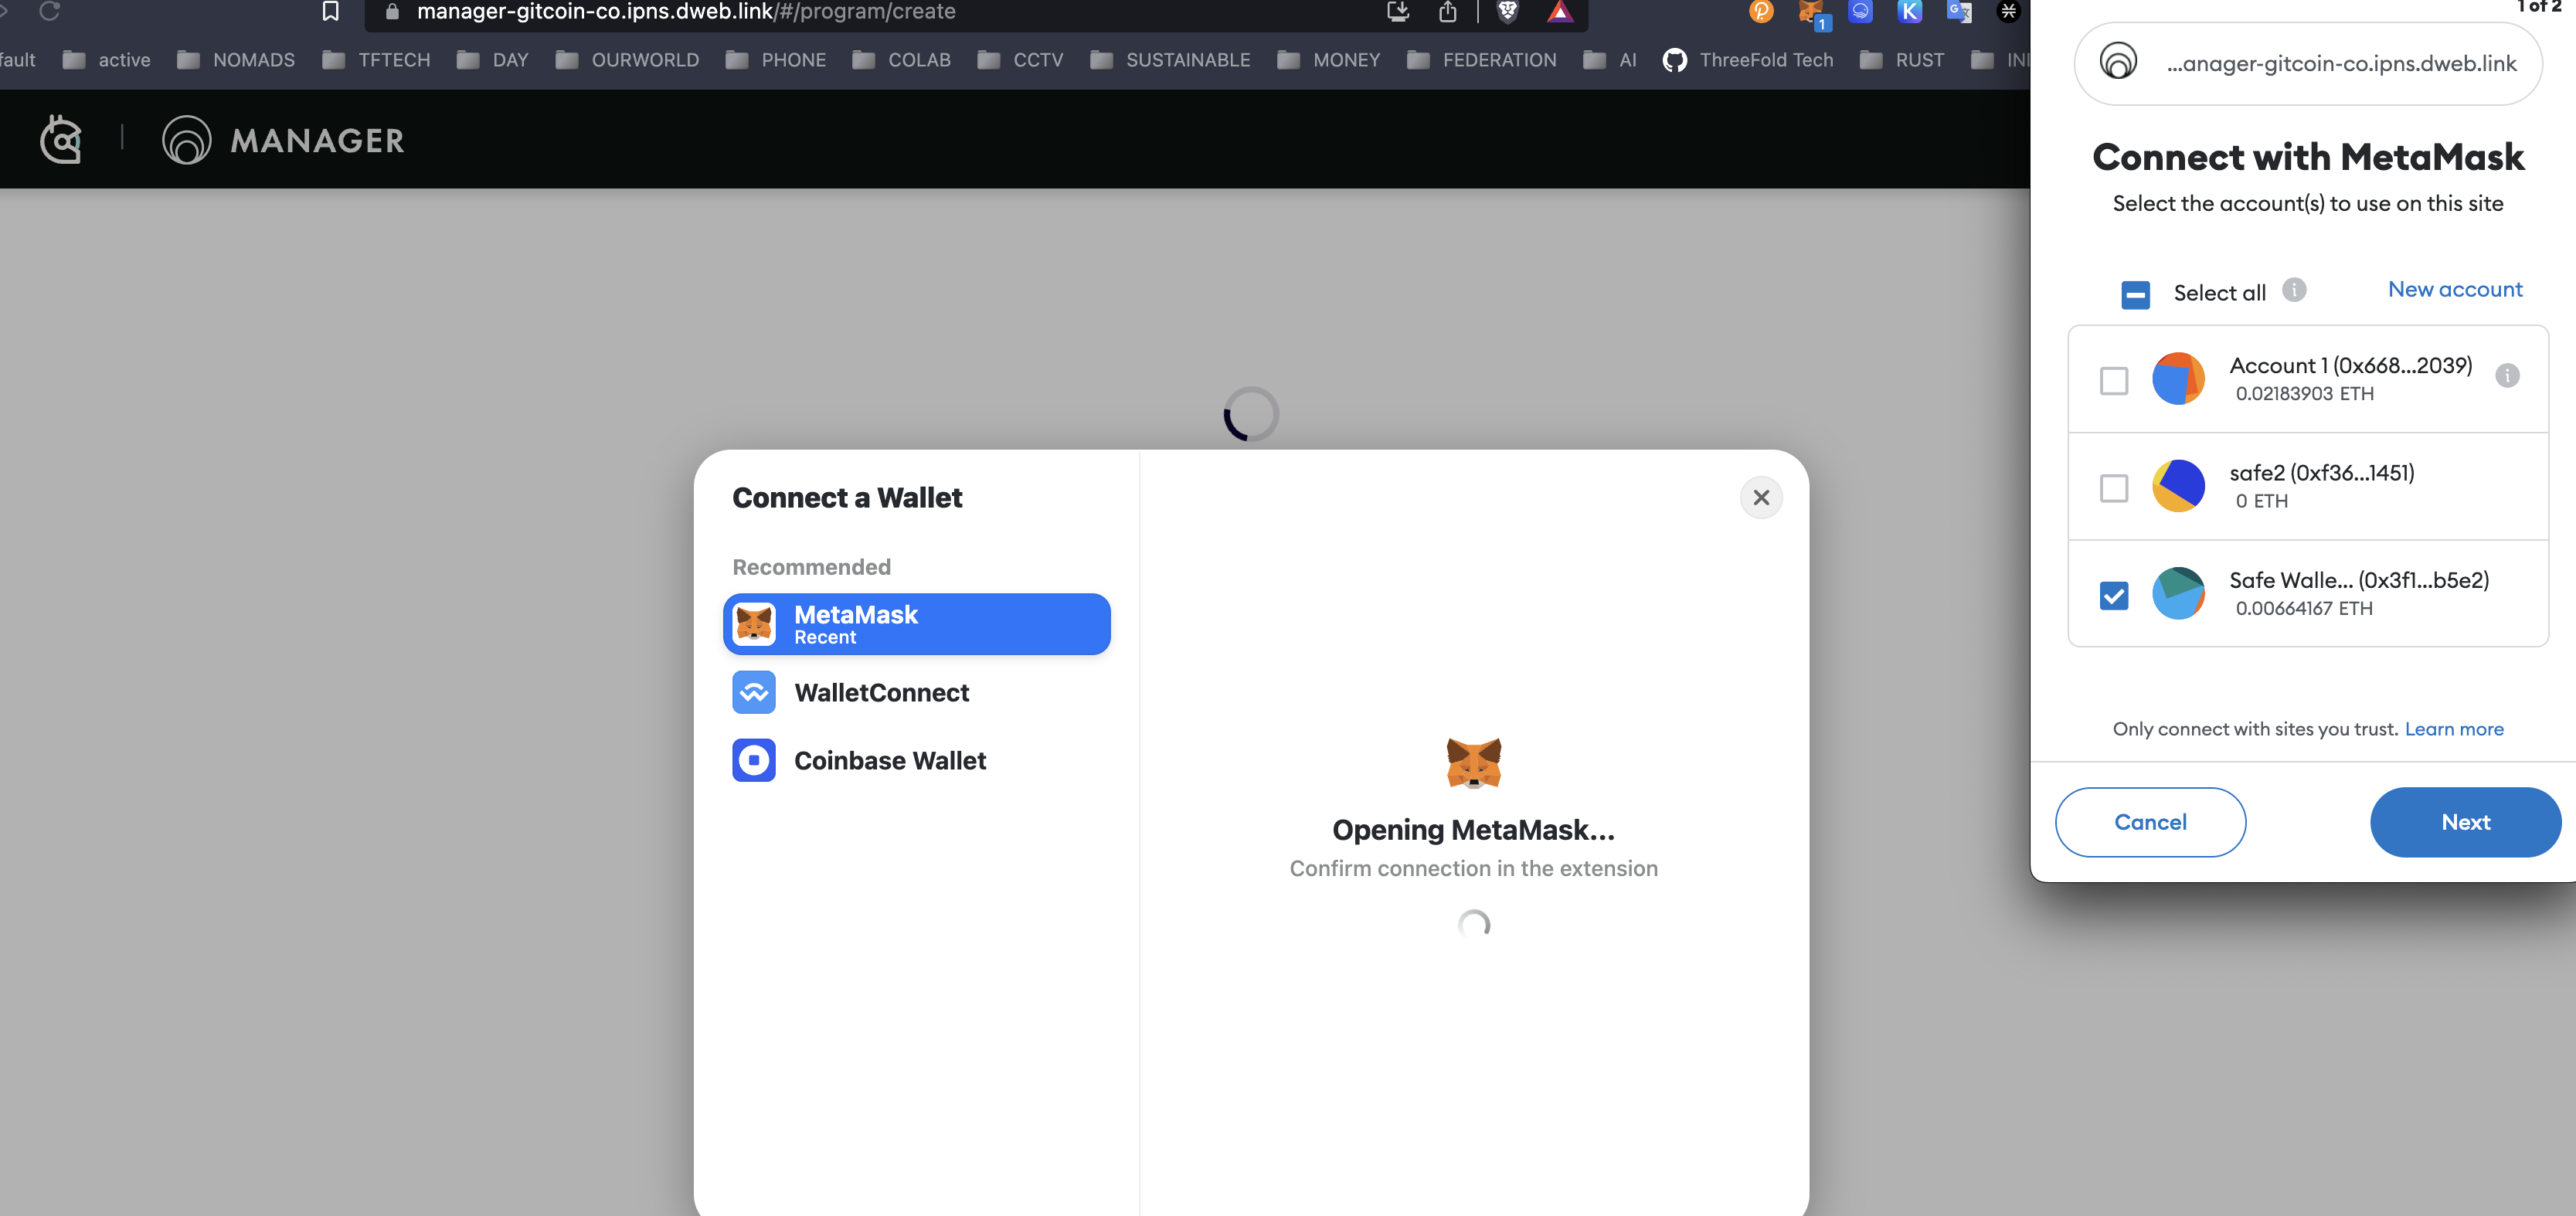 manager-gitcoin-co.ipns.dweb.link/#/program/create
1
fault active NOMADS TFTECH DAY OURWORLD PHONE COLAB CCTV SUSTAINABLE MONEY FEDERATION AI ThreeFold Tech RUST
MANAGER
Connect a Wallet
Recommended
MetaMask
Recent
WalletConnect
Coinbase Wallet
Opening MetaMask...
Confirm connection in the extension
1 of 2
...anager-gitcoin-co.ipns.dweb.link
Connect with MetaMask
Select the account(s) to use on this site
Select all New account
Account 1 (0x668...2039)
0.02183903 ETH
safe2 (0xf36...1451)
0 ETH
Safe Walle... (0x3f1...b5e2)
0.00664167 ETH
Only connect with sites you trust. Learn more
Cancel Next